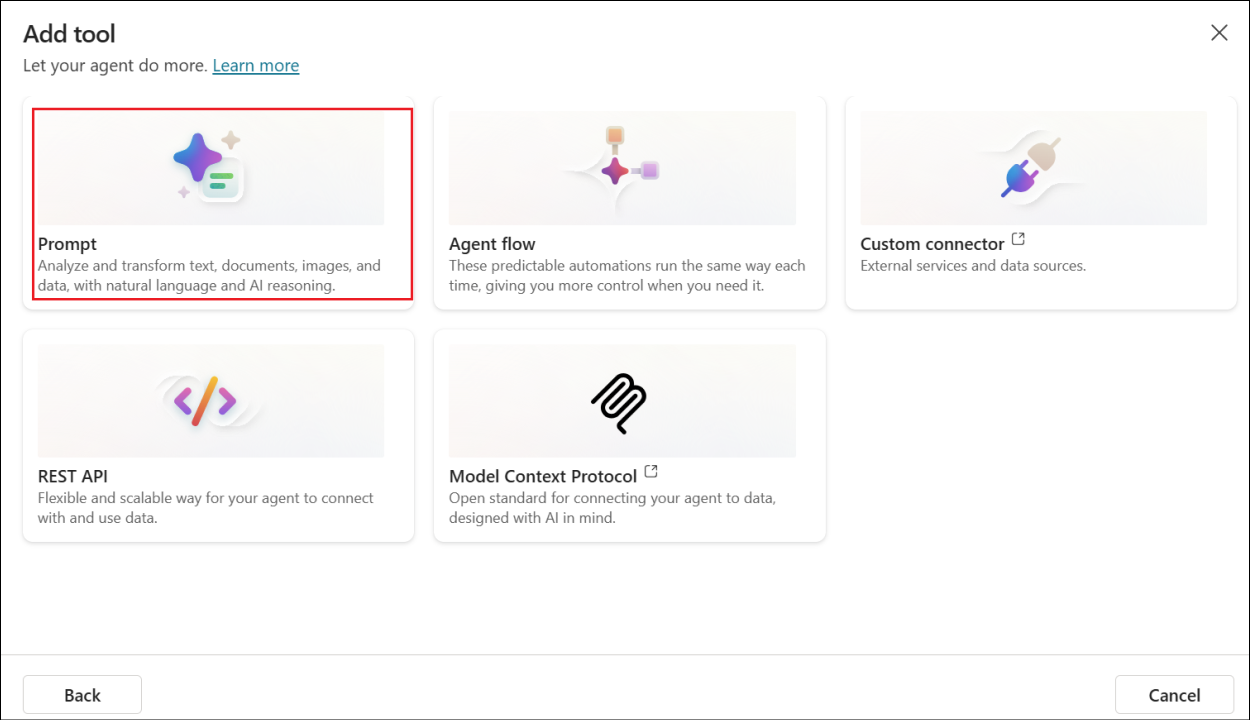 Add tool
Let your agent do more. Learn more
Prompt
Analyze and transform text, documents, images, and
data, with natural language and AI reasoning.
Agent flow
These predictable automations run the same way each
time, giving you more control when you need it.
Custom connector
External services and data sources.
REST API
Flexible and scalable way for your agent to connect
with and use data.
Model Context Protocol
Open standard for connecting your agent to data,
designed with AI in mind.
Back
Cancel